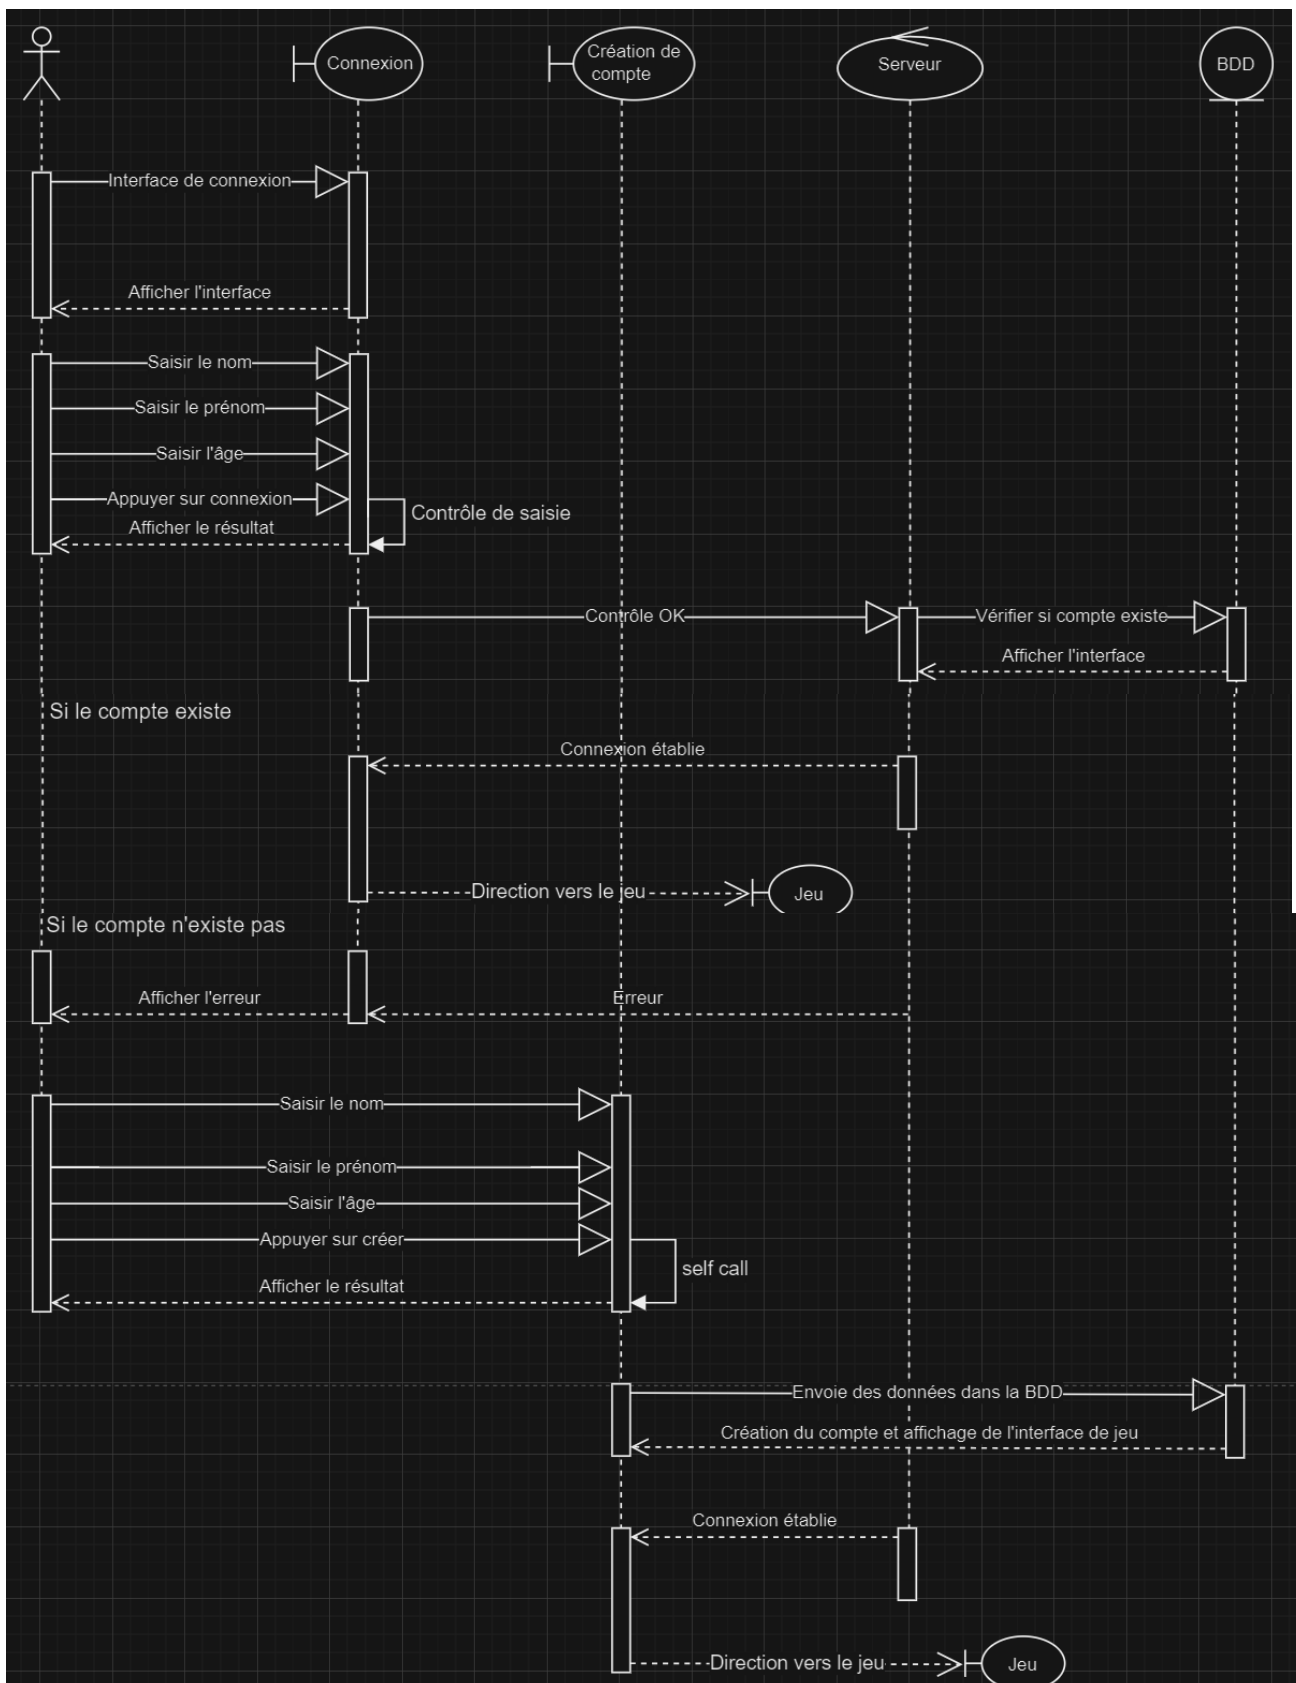 Connexion
Création de
compte
Serveur
BDD
Interface de connexion
Afficher l'interface
Saisir le nom
Saisir le prénom
Saisir l'âge
Appuyer sur connexion
Contrôle de saisie
Afficher le résultat
Contrôle OK
Vérifier si compte existe
Afficher l'interface
Si le compte existe
Connexion établie
Direction vers le jeu
Jeu
Si le compte n'existe pas
Afficher l'erreur
Erreur
Saisir le nom
Saisir le prénom
Saisir l'âge
Appuyer sur créer
self call
Afficher le résultat
Envoie des données dans la BDD
Création du compte et affichage de l'interface de jeu
Connexion établie
Direction vers le jeu
Jeu